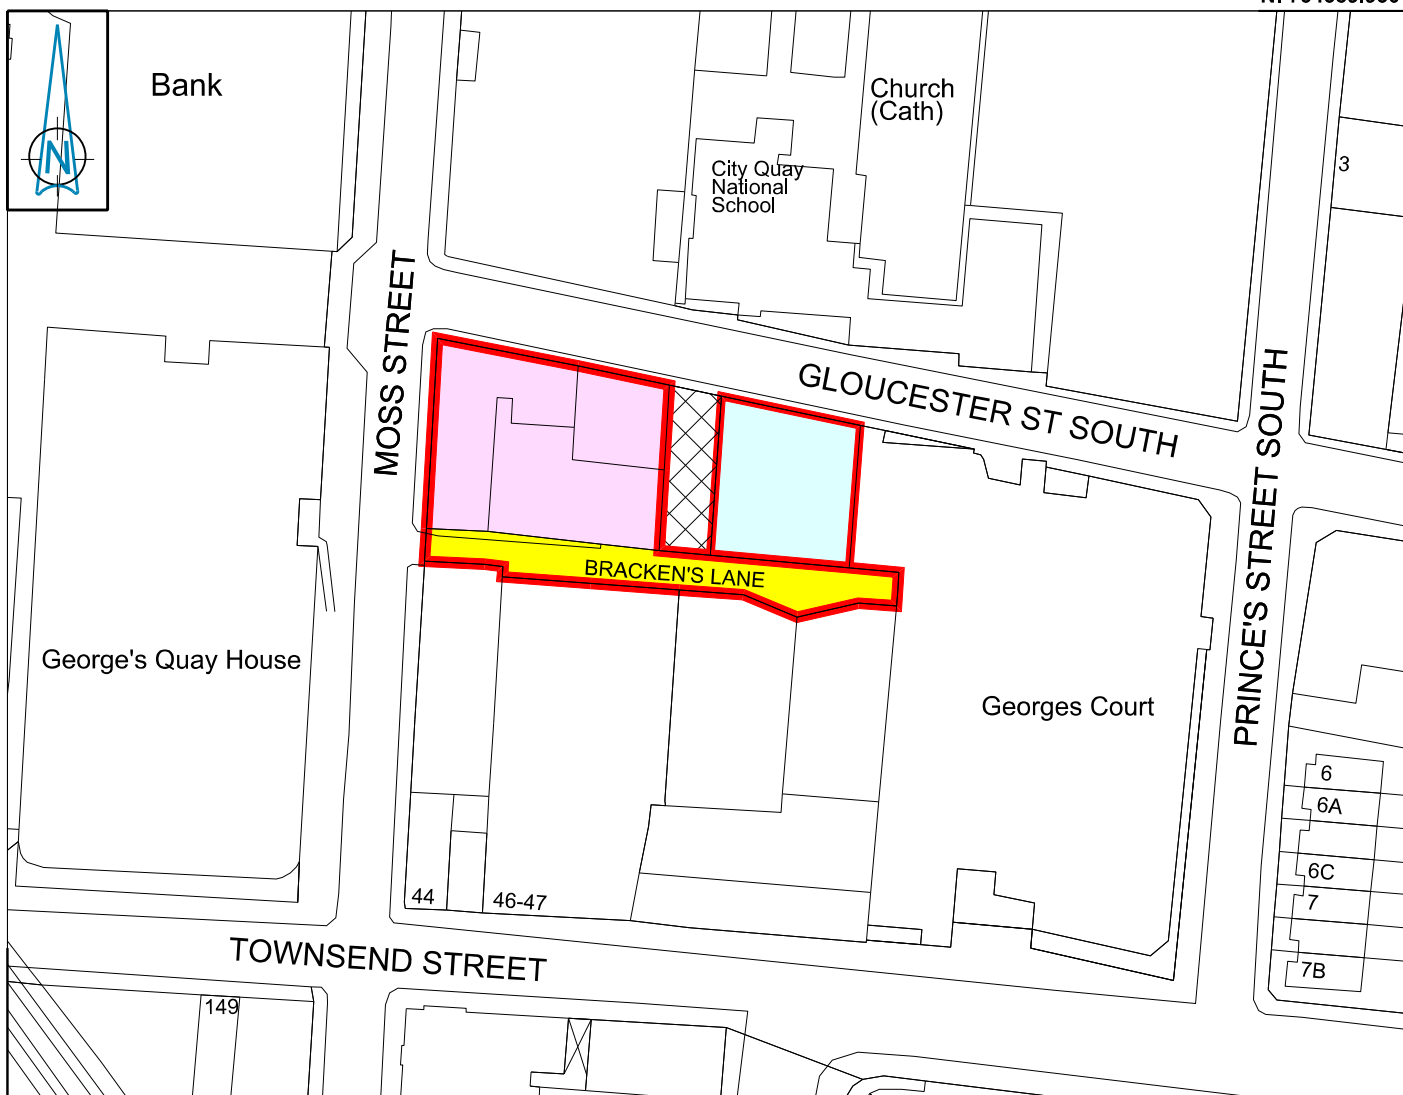 Bank
N
Church
(Cath)
City Quay
National
School
3
MOSS STREET
GLOUCESTER ST SOUTH
PRINCE'S STREET SOUTH
BRACKEN'S LANE
George's Quay House
Georges Court
6
6A
6C
7
7B
44
46-47
TOWNSEND STREET
149